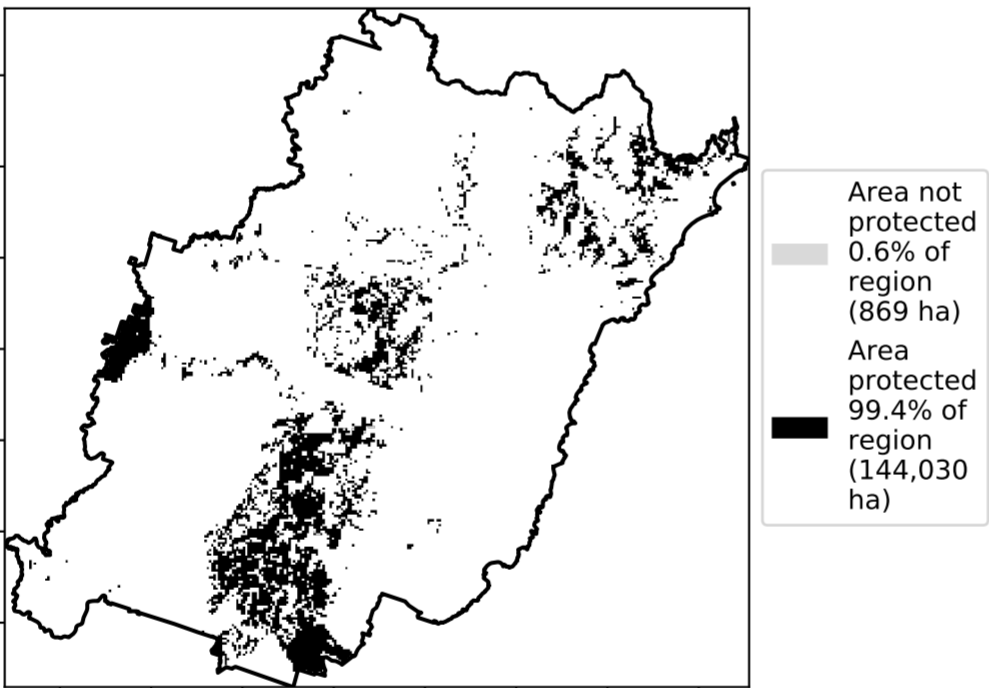 Area not
protected
0.6% of
region
(869 ha)
Area
protected
99.4% of
region
(144,030
ha)